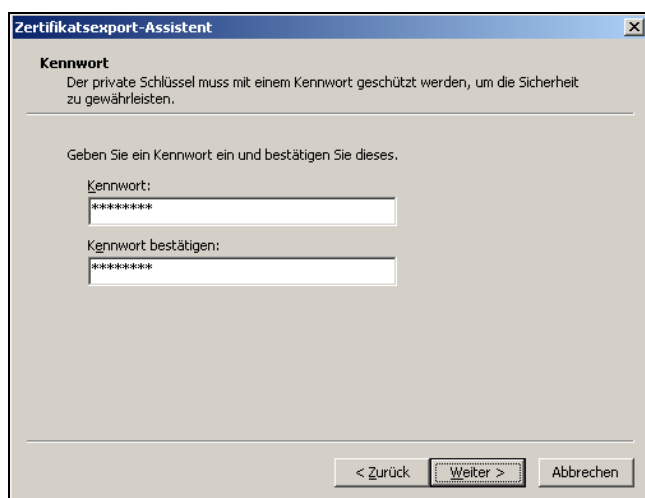 Zertifikatsexport-Assistent
Kennwort
Der private Schlüssel muss mit einem Kennwort geschützt werden, um die Sicherheit
zu gewährleisten.
Geben Sie ein Kennwort ein und bestätigen Sie dieses.
Kennwort:
********
Kennwort bestätigen:
********
< Zurück Weiter > Abbrechen